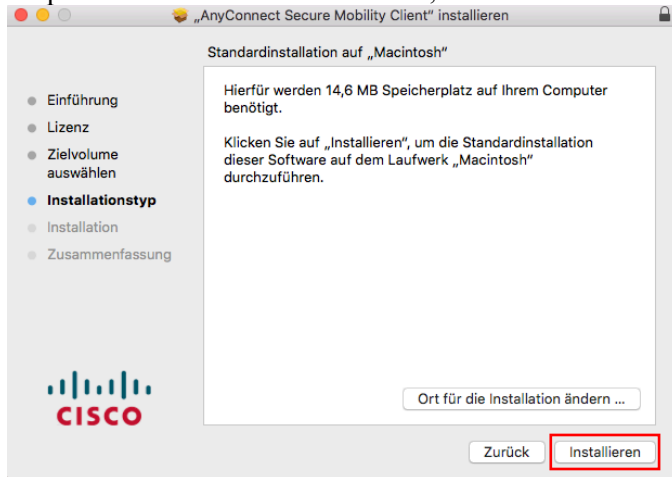 „AnyConnect Secure Mobility Client“ installieren
Standardinstallation auf „Macintosh“
Einführung
Lizenz
Zielvolume
auswählen
Installationstyp
Installation
Zusammenfassung
Hierfür werden 14,6 MB Speicherplatz auf Ihrem Computer
benötigt.
Klicken Sie auf „Installieren“, um die Standardinstallation
dieser Software auf dem Laufwerk „Macintosh“
durchzuführen.
CISCO
Ort für die Installation ändern ...
Zurück
Installieren